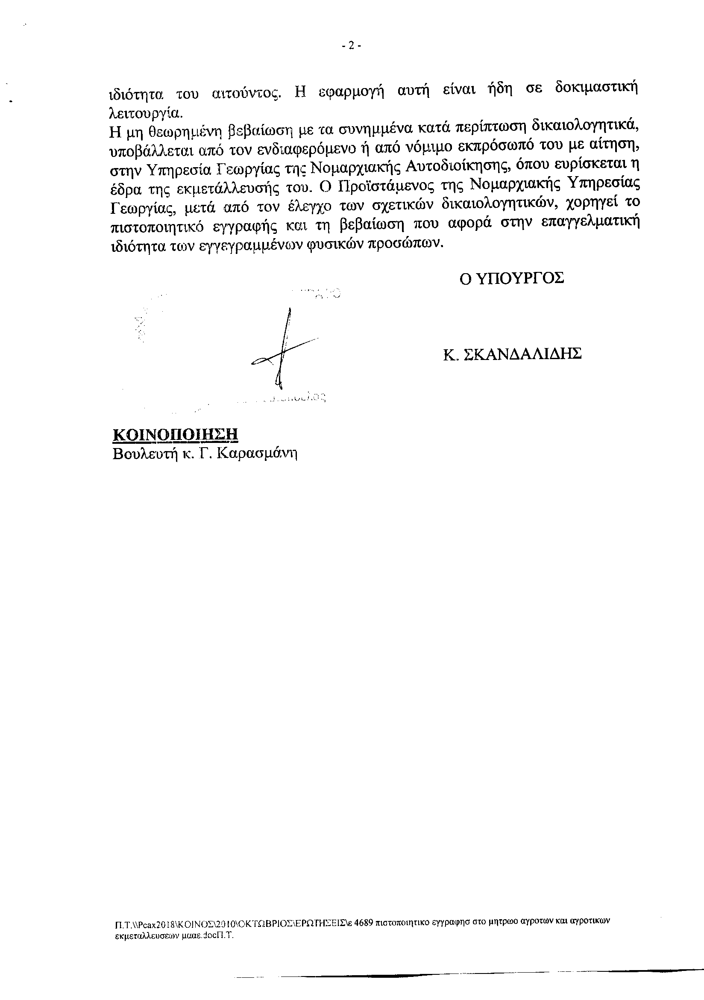 - 2 -
ιδιότητα του αιτούντος. Η εφαρμογή αυτή είναι ήδη σε δοκιμαστική
λειτουργία.
Η μη θεωρημένη βεβαίωση με τα συνημμένα κατά περίπτωση δικαιολογητικά,
υποβάλλεται από τον ενδιαφερόμενο ή από νόμιμο εκπρόσωπό του με αίτηση,
στην Υπηρεσία Γεωργίας της Νομαρχιακής Αυτοδιοίκησης, όπου ευρίσκεται η
έδρα της εκμετάλλευσής του. Ο Προϊστάμενος της Νομαρχιακής Υπηρεσίας
Γεωργίας, μετά από τον έλεγχο των σχετικών δικαιολογητικών, χορηγεί το
πιστοποιητικό εγγραφής και τη βεβαίωση που αφορά στην επαγγελματική
ιδιότητα των εγγεγραμμένων φυσικών προσώπων.
Ο ΥΠΟΥΡΓΟΣ
Κ. ΣΚΑΝΔΑΛΙΔΗΣ
ΚΟΙΝΟΠΟΙΗΣΗ
Βουλευτή κ. Γ. Καρασμάνη
Π.Τ.\\Pcax2018\ΚΟΙΝΟΣ\2010\ΟΚΤΩΒΡΙΟΣ\ΕΡΩΤΗΣΕΙΣ\ε 4689 πιστοποιητικο εγγραφησ στο μητρωο αγροτων και αγροτικων
εκμεταλλευσεων μααε.docΠ.Τ.